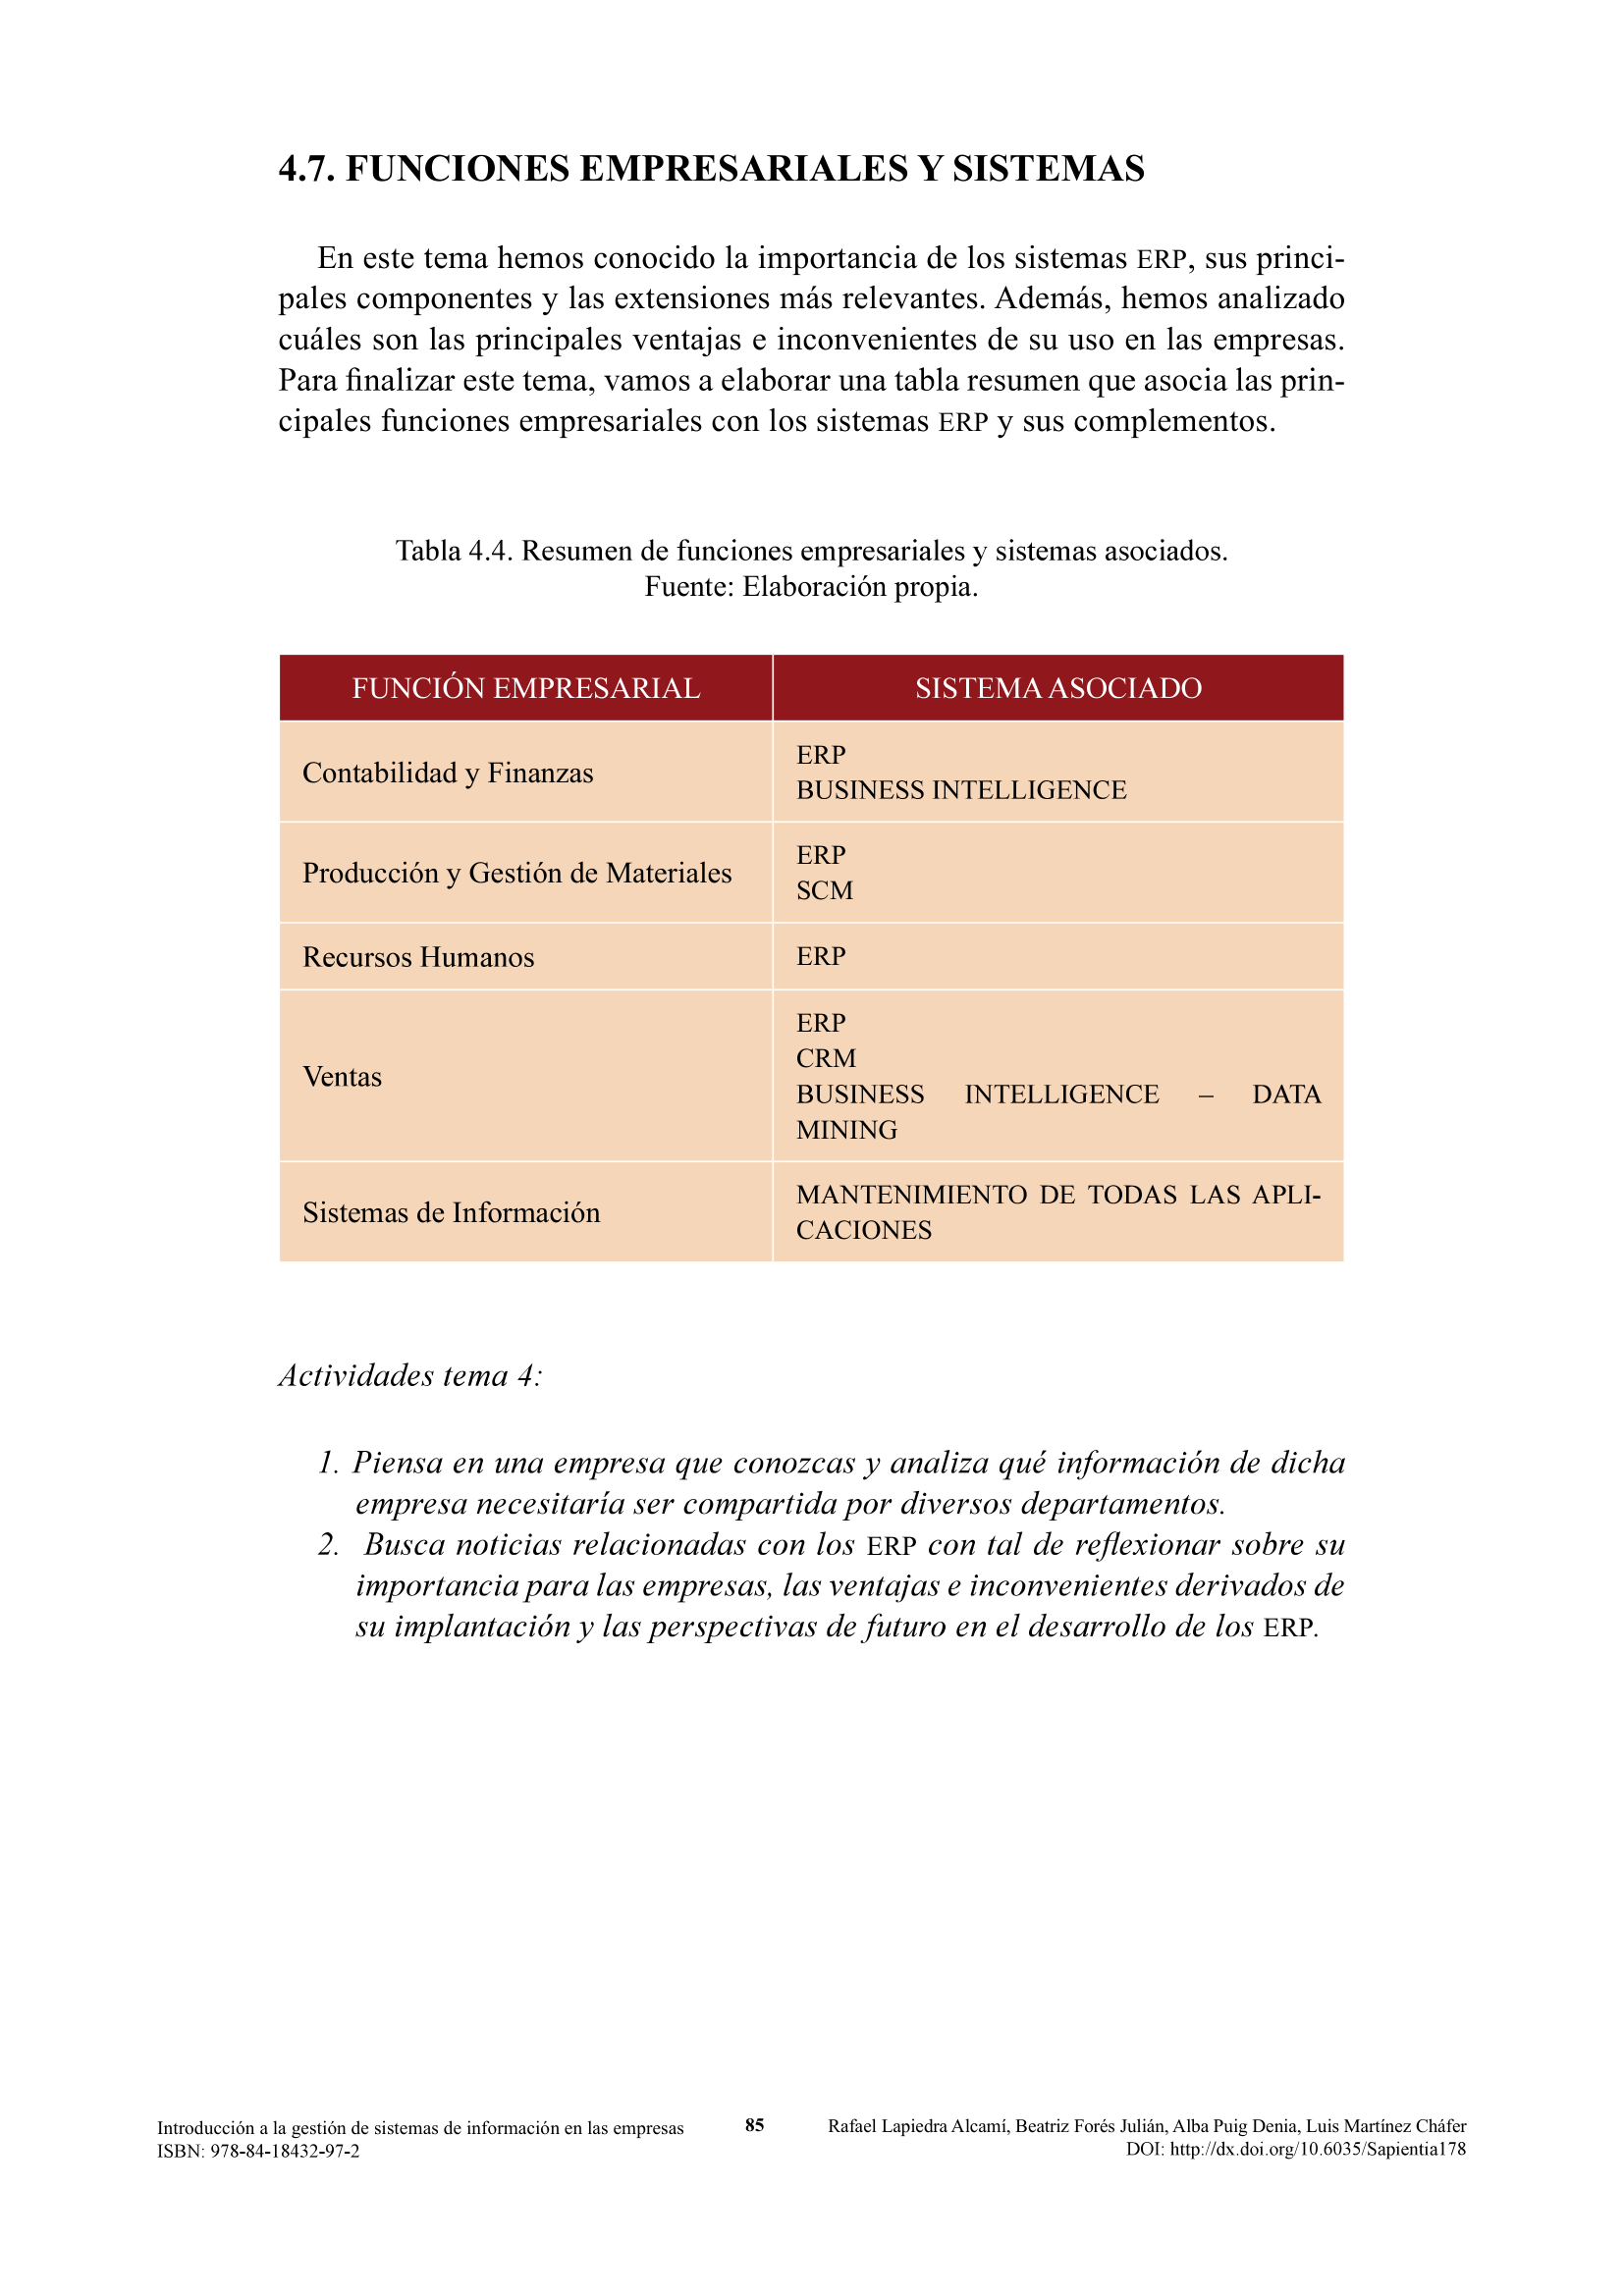 4.7. FUNCIONES EMPRESARIALES Y SISTEMAS
En este tema hemos conocido la importancia de los sistemas ERP, sus princi-
pales componentes y las extensiones más relevantes. Además, hemos analizado
cuáles son las principales ventajas e inconvenientes de su uso en las empresas.
Para finalizar este tema, vamos a elaborar una tabla resumen que asocia las prin-
cipales funciones empresariales con los sistemas ERP y sus complementos.
Tabla 4.4. Resumen de funciones empresariales y sistemas asociados.
Fuente: Elaboración propia.
FUNCIÓN EMPRESARIAL
SISTEMA ASOCIADO
Contabilidad y Finanzas
ERP
BUSINESS INTELLIGENCE
Producción y Gestión de Materiales
ERP
SCM
Recursos Humanos
ERP
Ventas
ERP
CRM
BUSINESS INTELLIGENCE – DATA
MINING
Sistemas de Información
MANTENIMIENTO DE TODAS LAS APLI-
CACIONES
Actividades tema 4:
1. Piensa en una empresa que conozcas y analiza qué información de dicha
empresa necesitaría ser compartida por diversos departamentos.
2. Busca noticias relacionadas con los ERP con tal de reflexionar sobre su
importancia para las empresas, las ventajas e inconvenientes derivados de
su implantación y las perspectivas de futuro en el desarrollo de los ERP.
Introducción a la gestión de sistemas de información en las empresas
ISBN: 978-84-18432-97-2
85
Rafael Lapiedra Alcamí, Beatriz Forés Julián, Alba Puig Denia, Luis Martínez Cháfer
DOI: http://dx.doi.org/10.6035/Sapientia178